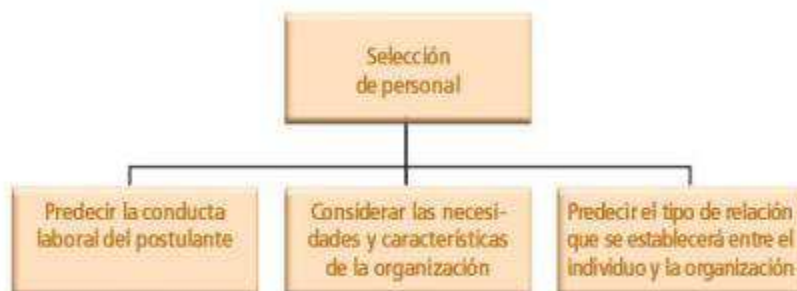 Selección
de personal
Predecir la conducta
laboral del postulante
Considerar las necesi-
dades y características
de la organización
Predecir el tipo de relación
que se establecerá entre el
individuo y la organización